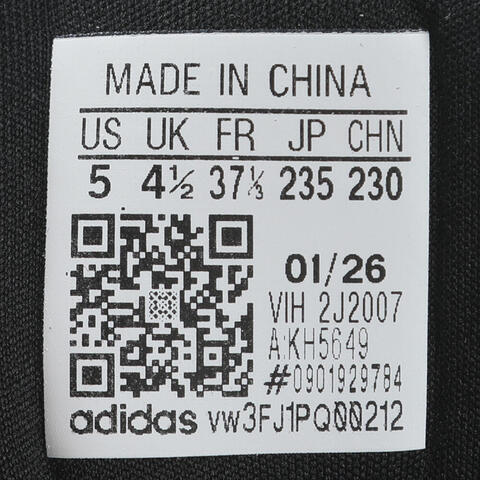 MADE IN CHINA
US UK FR JP CHN
5 4½ 37⅓ 235 230
01/26
VIH 2J2007
A:KH5649
#0901929784
adidas vw3FJ1PQ00212